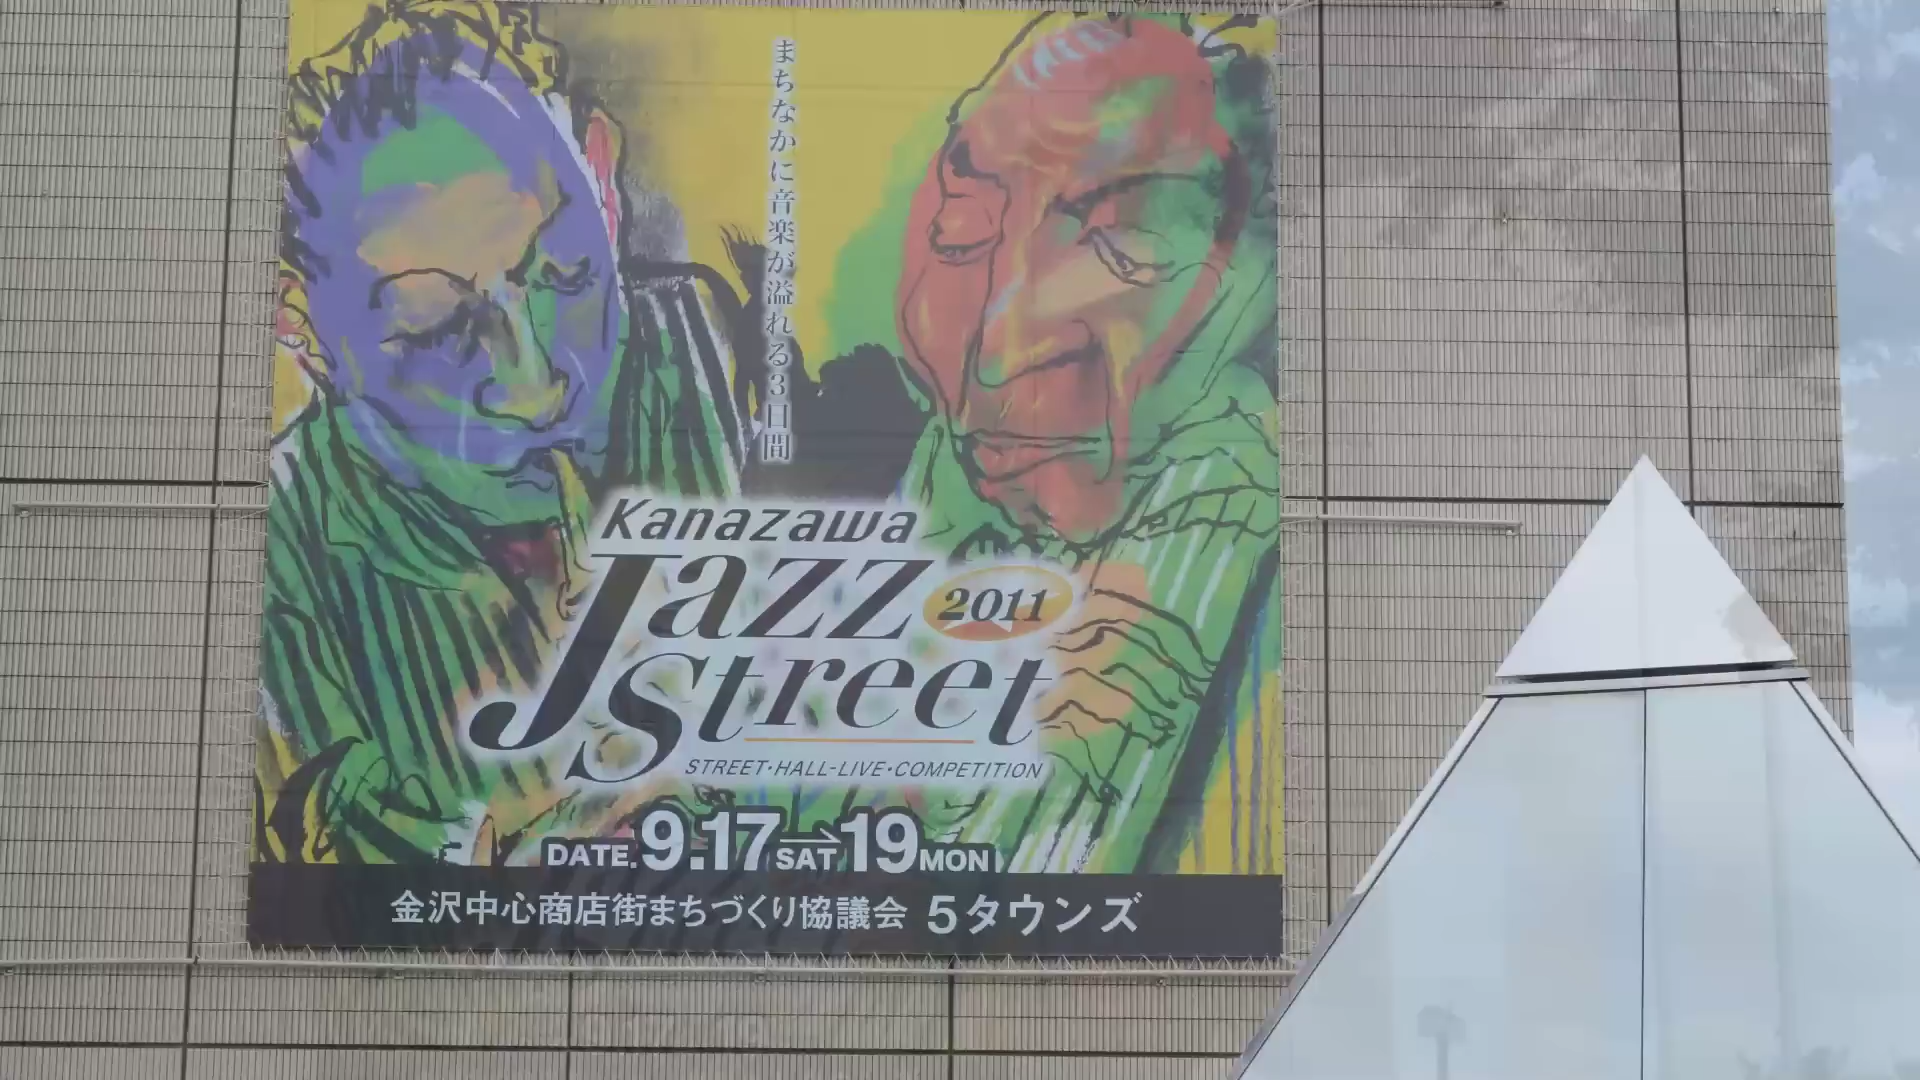 まちなかに音楽が溢れる3日間
Kanazawa
Jazz
2011
Street
STREET・HALL-LIVE・COMPETITION
DATE. 9.17 SAT → 19 MON
金沢中心商店街まちづくり協議会 5タウンズ